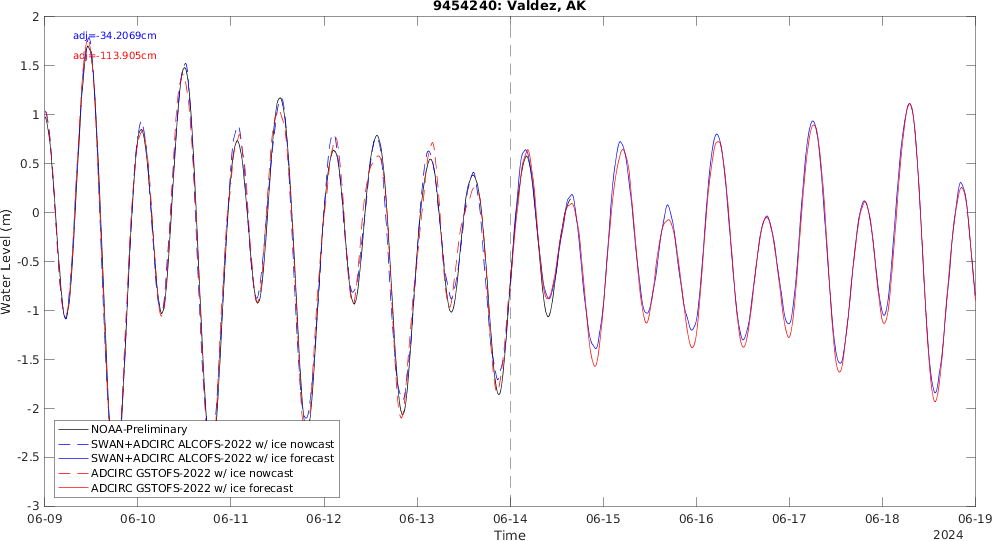 9454240: Valdez, AK
adj=-34.2069cm
adj=-113.905cm
Water Level (m)
2
1.5
1
0.5
0
-0.5
-1
-1.5
-2
-2.5
-3
NOAA-Preliminary
SWAN+ADCIRC ALCOFS-2022 w/ ice nowcast
SWAN+ADCIRC ALCOFS-2022 w/ ice forecast
ADCIRC GSTOFS-2022 w/ ice nowcast
ADCIRC GSTOFS-2022 w/ ice forecast
06-09 06-10 06-11 06-12 06-13 06-14 06-15 06-16 06-17 06-18 06-19
Time
2024